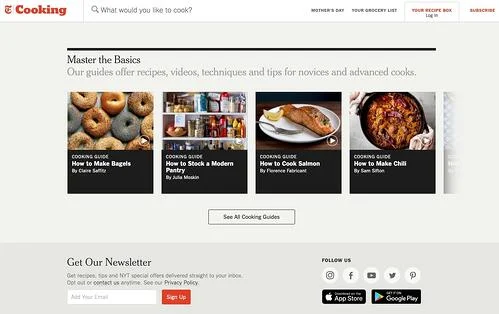 T Cooking
What would you like to cook?
MOTHER'S DAY
YOUR GROCERY LIST
YOUR RECIPE BOX
Log In
SUBSCRIBE
Master the Basics
Our guides offer recipes, videos, techniques and tips for novices and advanced cooks.
COOKING GUIDE
How to Make Bagels
By Claire Saffitz
COOKING GUIDE
How to Stock a Modern
Pantry
By Julia Moskin
COOKING GUIDE
How to Cook Salmon
By Florence Fabricant
COOKING GUIDE
How to Make Chili
By Sam Sifton
See All Cooking Guides
Get Our Newsletter
Get recipes, tips and NYT special offers delivered straight to your inbox.
Opt out or contact us anytime. See our Privacy Policy.
Add Your Email
Sign Up
FOLLOW US
Download on the
App Store
GET IT ON
Google Play